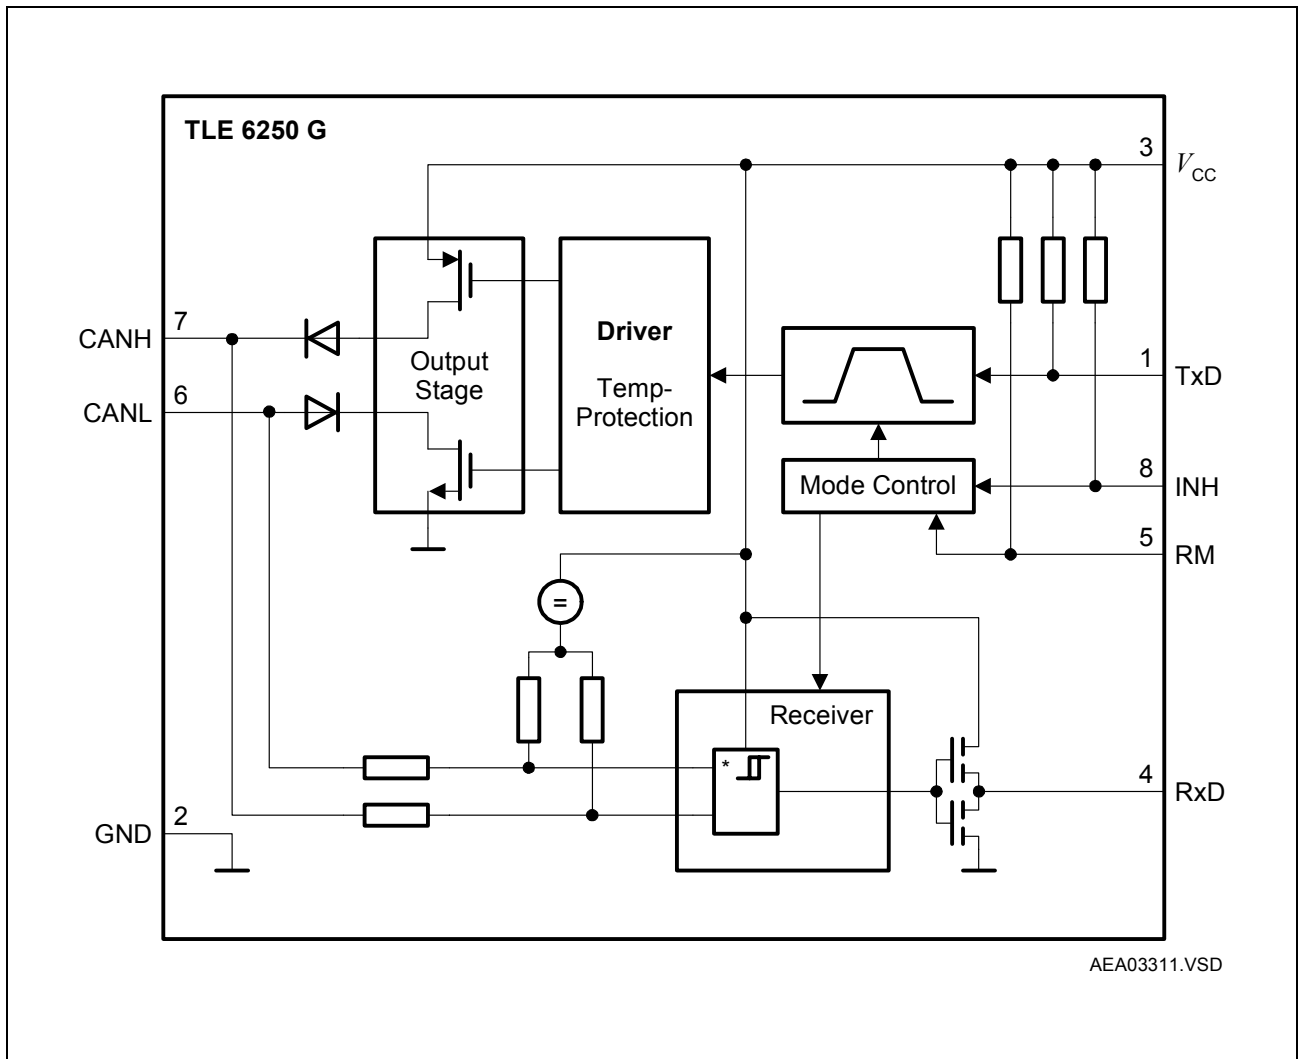 TLE 6250 G
3
V CC
7
CANH
Driver
Output
Stage
Temp-
Protection
1
TxD
6
CANL
8
INH
Mode Control
5
RM
=
Receiver
*
4
RxD
2
GND
AEA03311.VSD